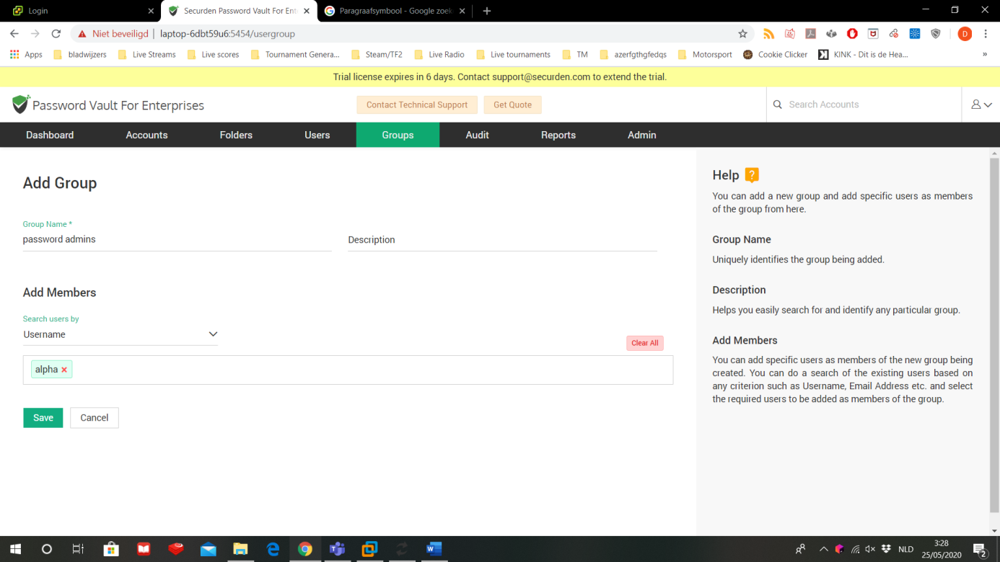 Login
Securden Password Vault For Ent
Paragraafsymbool - Google zoek
Niet beveiligd | laptop-6dbt59u6:5454/usergroup
D
Apps bladwijzers Live Streams Live scores Tournament Genera... Steam/TF2 Live Radio Live tournaments TM azerfgthgfedqs Motorsport Cookie Clicker KINK - Dit is de Hea... »
Trial license expires in 6 days. Contact support@securden.com to extend the trial.
Password Vault For Enterprises
Contact Technical Support
Get Quote
Search Accounts
Dashboard Accounts Folders Users Groups Audit Reports Admin
Add Group
Group Name *
password admins
Description
Add Members
Search users by
Username
Clear All
alpha ×
Save
Cancel
Help ?
You can add a new group and add specific users as members
of the group from here.
Group Name
Uniquely identifies the group being added.
Description
Helps you easily search for and identify any particular group.
Add Members
You can add specific users as members of the new group being
created. You can do a search of the existing users based on
any criterion such as Username, Email Address etc. and select
the required users to be added as members of the group.
NLD
3:28
25/05/2020
2